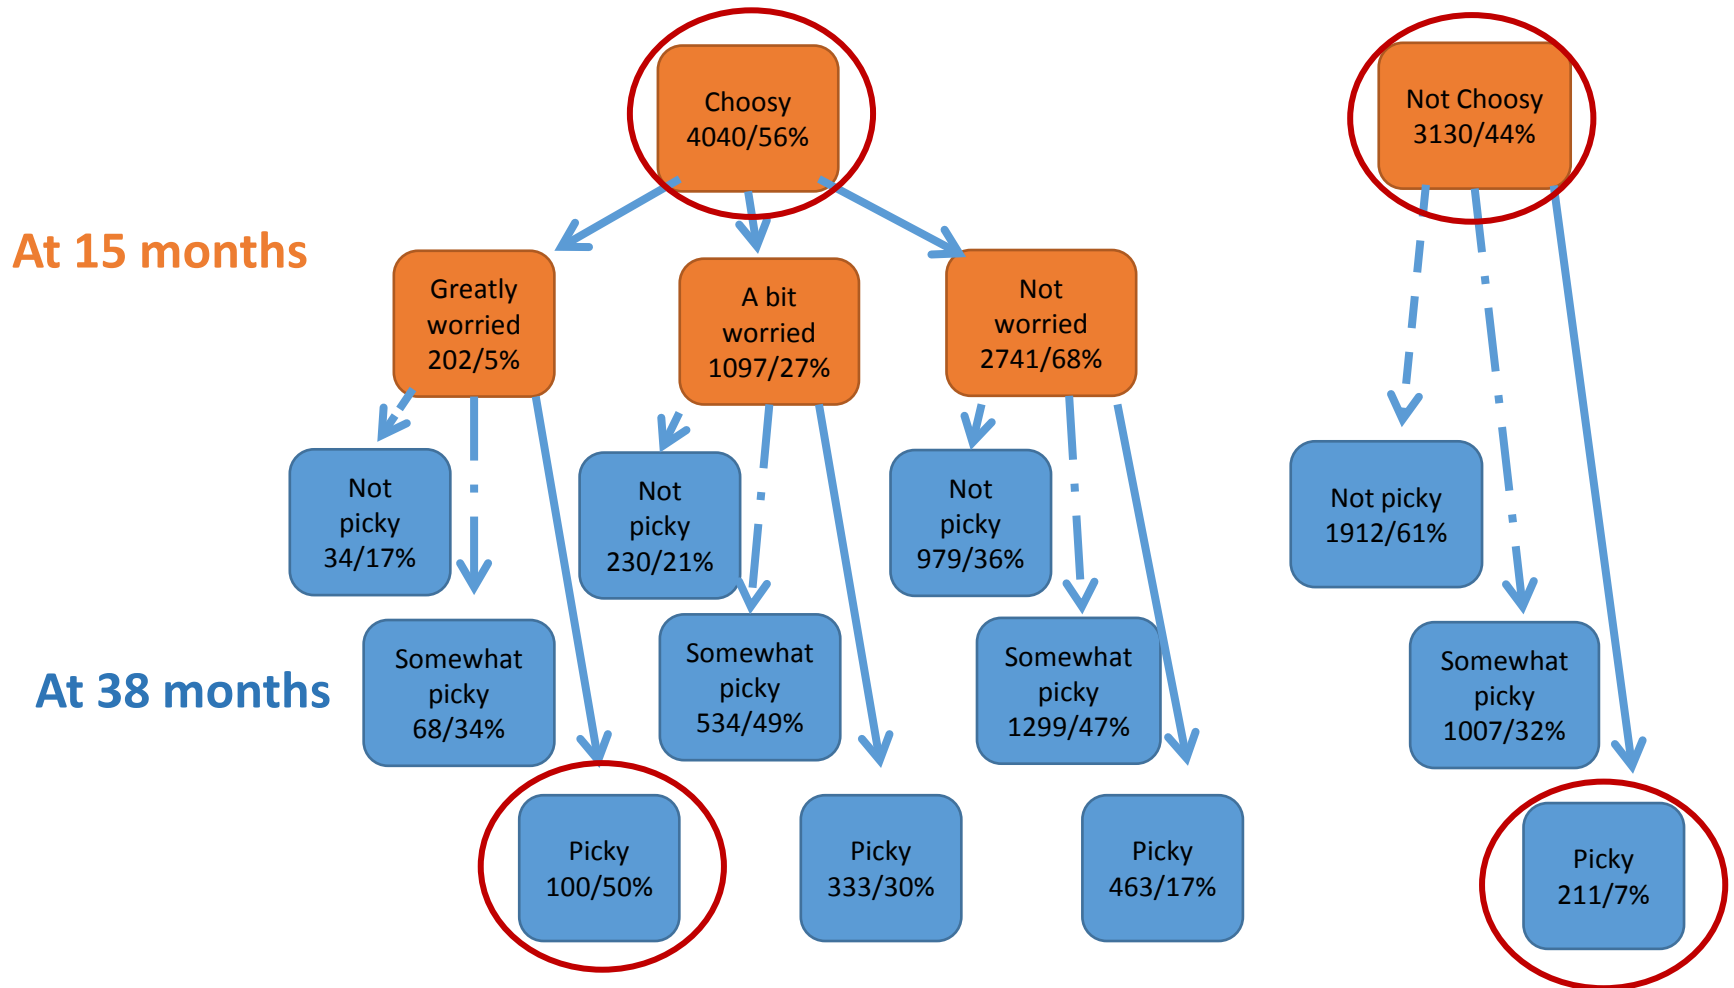 Choosy
4040/56%
Not Choosy
3130/44%
At 15 months
Greatly
worried
202/5%
A bit
worried
1097/27%
Not
worried
2741/68%
Not
picky
34/17%
Not
picky
230/21%
Not
picky
979/36%
Not picky
1912/61%
At 38 months
Somewhat
picky
68/34%
Somewhat
picky
534/49%
Somewhat
picky
1299/47%
Somewhat
picky
1007/32%
Picky
100/50%
Picky
333/30%
Picky
463/17%
Picky
211/7%